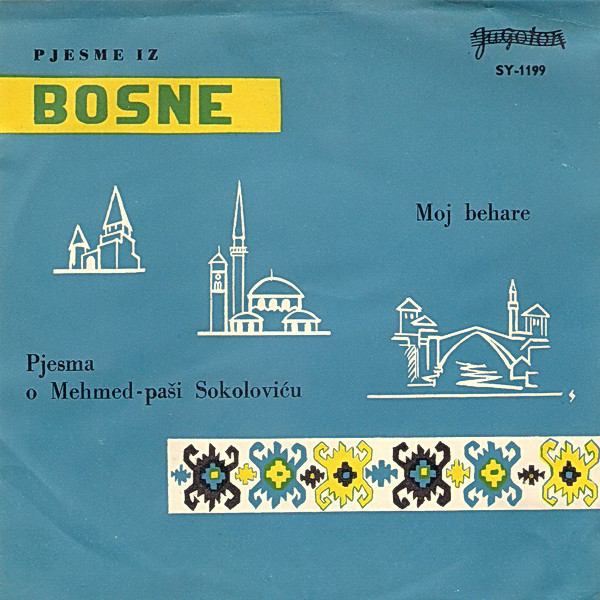 PJESME IZ
BOSNE
Jugoton
SY-1199
Moj behare
Pjesma
o Mehmed-paši Sokoloviću